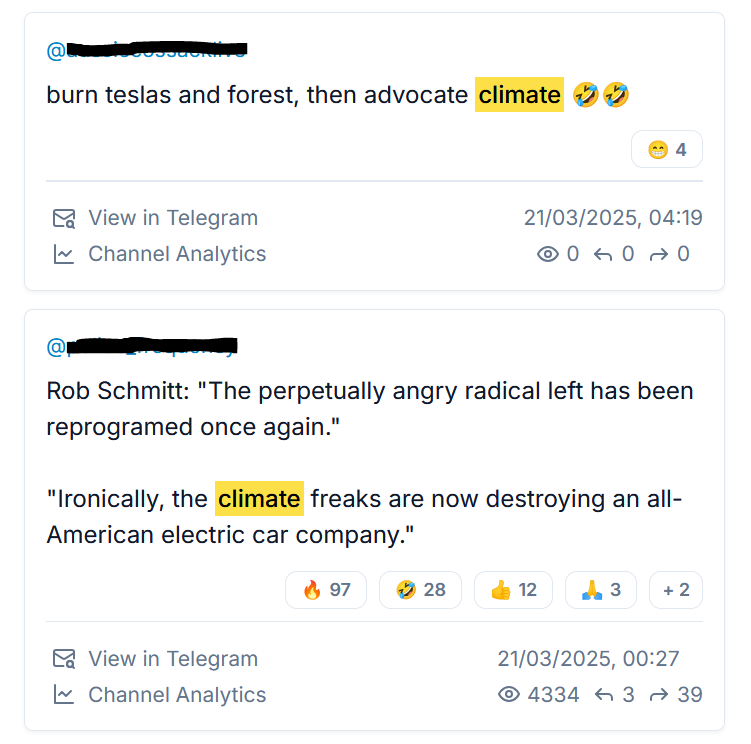 @
burn teslas and forest, then advocate climate 🤣🤣
😁 4
View in Telegram 21/03/2025, 04:19
Channel Analytics 0 0 0
@
Rob Schmitt: "The perpetually angry radical left has been
reprogramed once again."
"Ironically, the climate freaks are now destroying an all-
American electric car company."
🔥 97 🤣 28 👍 12 🙏 3 + 2
View in Telegram 21/03/2025, 00:27
Channel Analytics 4334 3 39